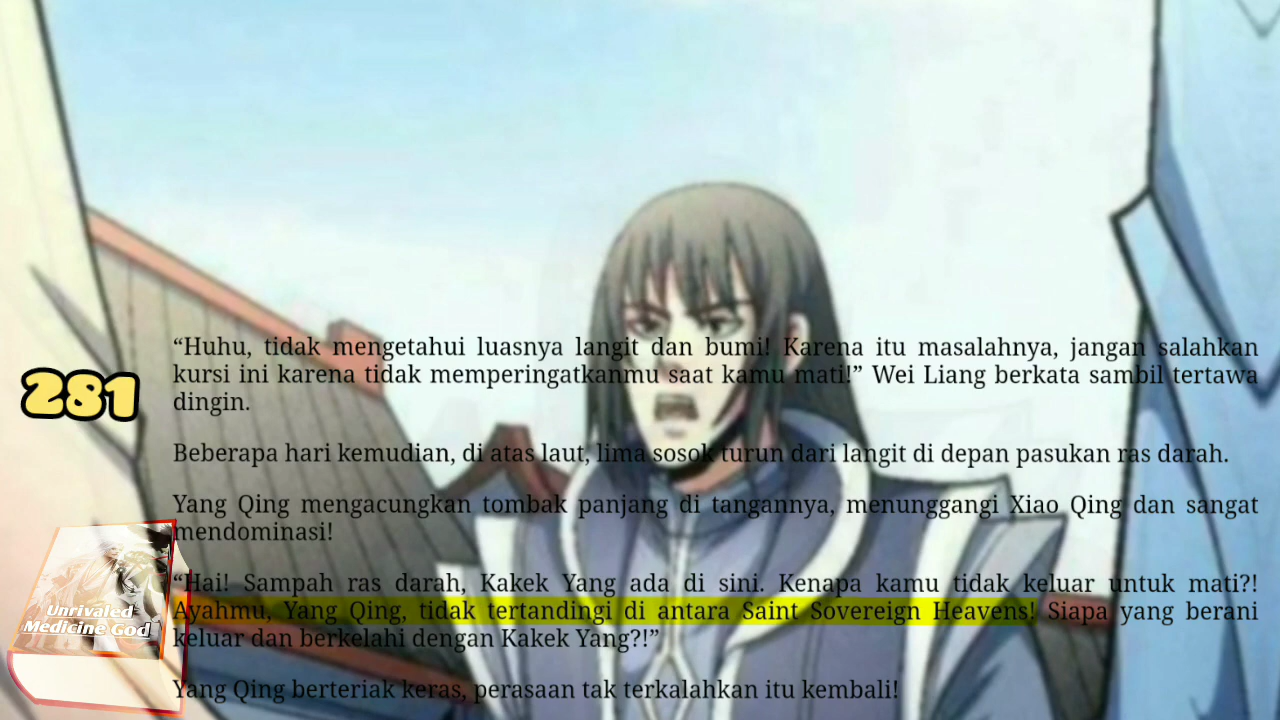 “Huhu, tidak mengetahui luasnya langit dan bumi! Karena itu masalahnya, jangan salahkan
kursi ini karena tidak memperingatkanmu saat kamu mati!” Wei Liang berkata sambil tertawa
dingin.
281
Beberapa hari kemudian, di atas laut, lima sosok turun dari langit di depan pasukan ras darah.
Yang Qing mengacungkan tombak panjang di tangannya, menunggangi Xiao Qing dan sangat
mendominasi!
“Hai! Sampah ras darah, Kakek Yang ada di sini. Kenapa kamu tidak keluar untuk mati?!
Ayahmu, Yang Qing, tidak tertandingi di antara Saint Sovereign Heavens! Siapa yang berani
keluar dan berkelahi dengan Kakek Yang?!”
Yang Qing berteriak keras, perasaan tak terkalahkan itu kembali!
Unrivaled
Medicine God